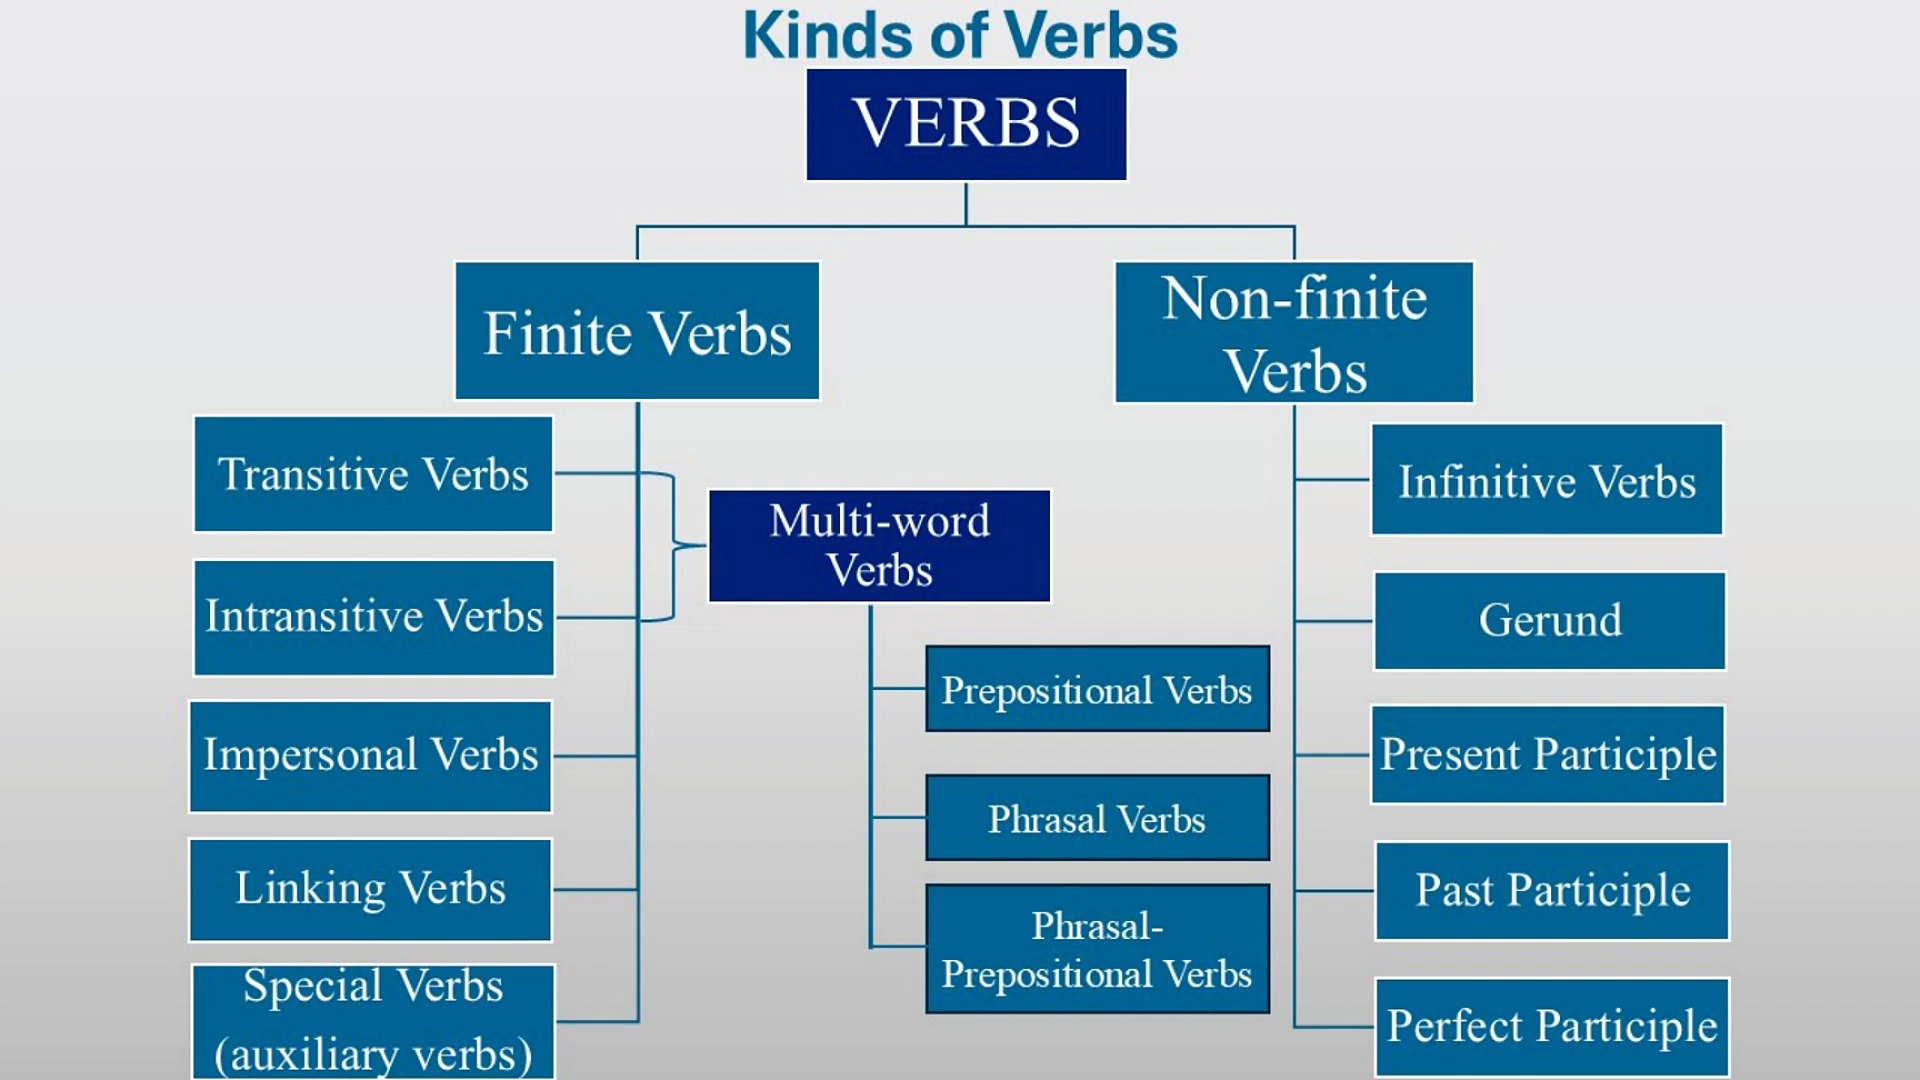 Kinds of Verbs
VERBS
Finite Verbs
Non-finite
Verbs
Transitive Verbs
Intransitive Verbs
Impersonal Verbs
Linking Verbs
Special Verbs
(auxiliary verbs)
Multi-word
Verbs
Prepositional Verbs
Phrasal Verbs
Phrasal-
Prepositional Verbs
Infinitive Verbs
Gerund
Present Participle
Past Participle
Perfect Participle